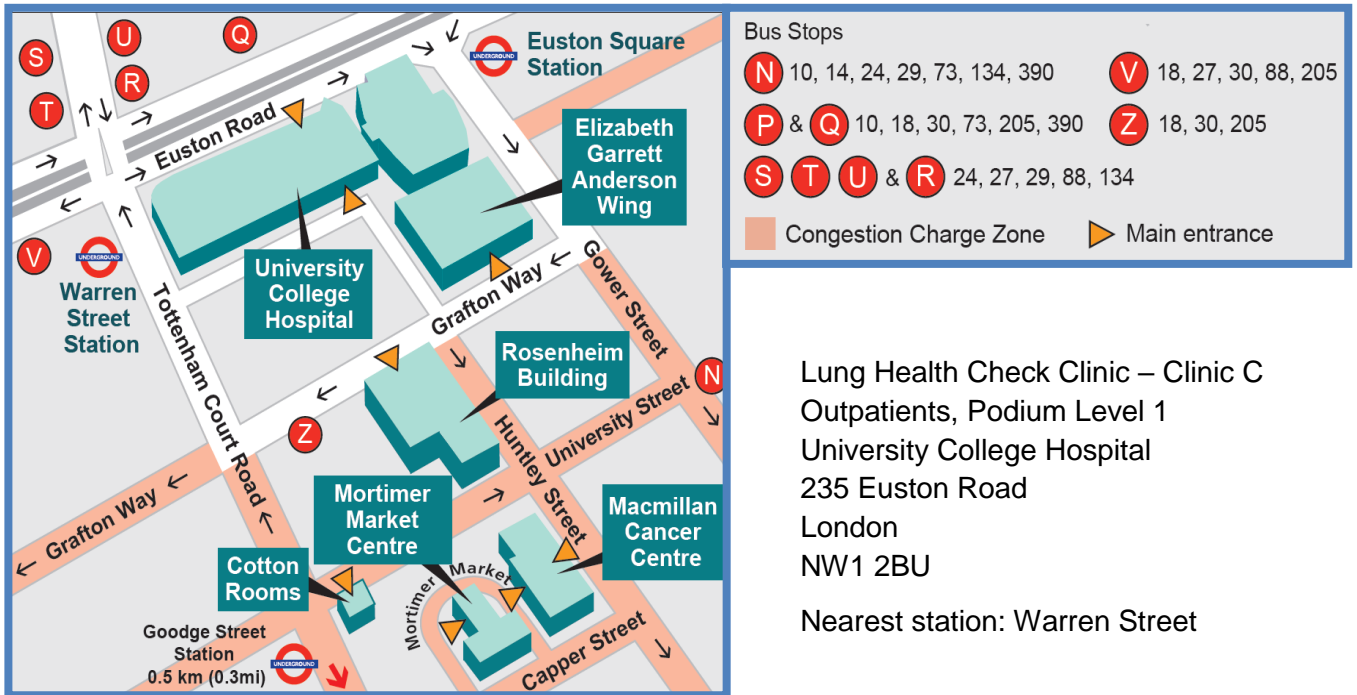 S
U
Q
R
T
UNDERGROUND
Euston Square
Station
Euston Road
Elizabeth
Garrett
Anderson
Wing
V
UNDERGROUND
Warren
Street
Station
University
College
Hospital
Tottenham Court Road
Grafton Way
Gower Street
Rosenheim
Building
N
Z
Huntley Street
University Street
Grafton Way
Mortimer
Market
Centre
Macmillan
Cancer
Centre
Cotton
Rooms
Mortimer Market
Goodge Street
Station
0.5 km (0.3mi)
UNDERGROUND
Capper Street
Bus Stops
N 10, 14, 24, 29, 73, 134, 390
V 18, 27, 30, 88, 205
P & Q 10, 18, 30, 73, 205, 390
Z 18, 30, 205
S T U & R 24, 27, 29, 88, 134
Congestion Charge Zone
Main entrance
Lung Health Check Clinic – Clinic C
Outpatients, Podium Level 1
University College Hospital
235 Euston Road
London
NW1 2BU
Nearest station: Warren Street